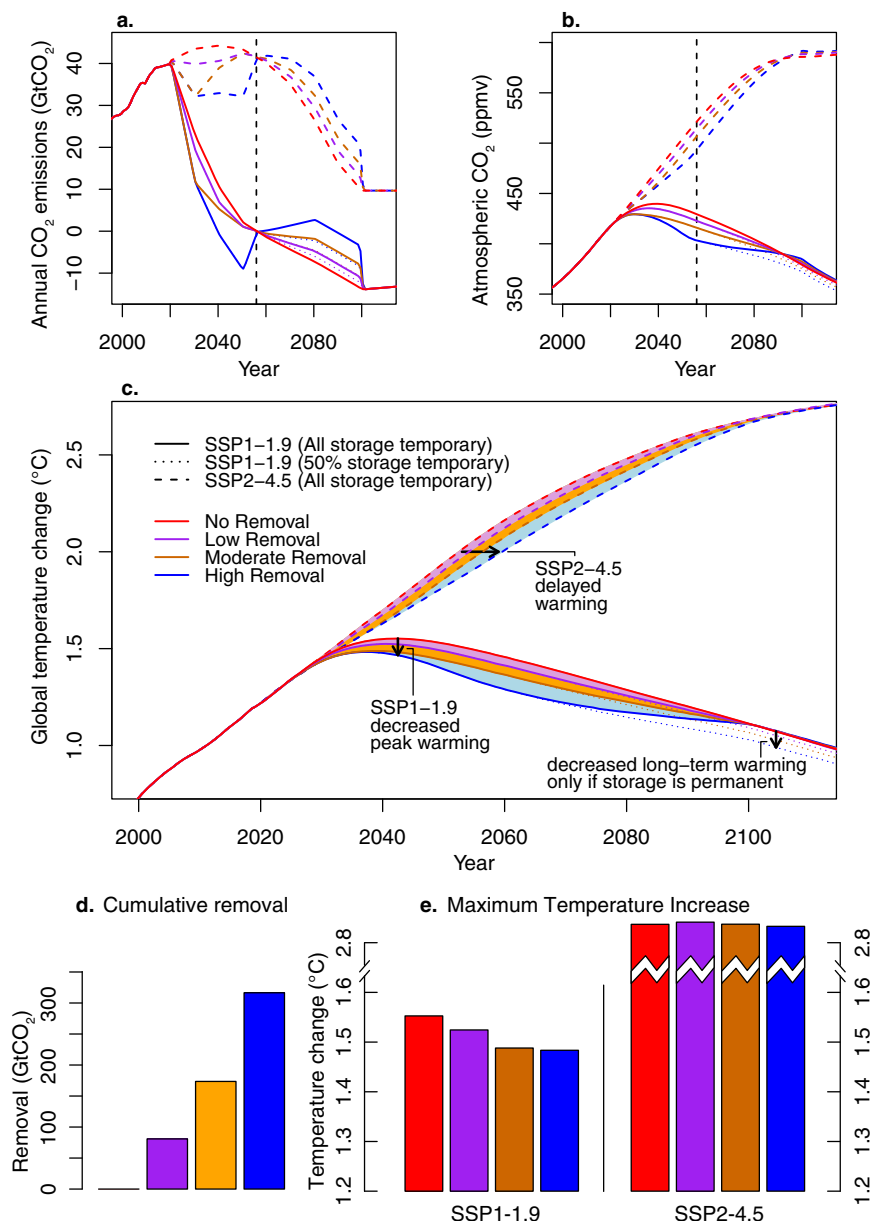 a.
Annual CO2 emissions (GtCO2)
40
30
20
10
0
−10
2000
2040
2080
Year
b.
Atmospheric CO2 (ppmv)
550
450
350
2000
2040
2080
Year
c.
Global temperature change (°C)
2.5
2.0
1.5
1.0
SSP1−1.9 (All storage temporary)
SSP1−1.9 (50% storage temporary)
SSP2−4.5 (All storage temporary)
No Removal
Low Removal
Moderate Removal
High Removal
SSP2−4.5
delayed
warming
SSP1−1.9
decreased
peak warming
decreased long−term warming
only if storage is permanent
2000
2020
2040
2060
2080
2100
Year
d. Cumulative removal
Removal (GtCO2)
300
200
100
0
e. Maximum Temperature Increase
Temperature change (°C)
2.8
1.6
1.5
1.4
1.3
1.2
2.8
1.6
1.5
1.4
1.3
1.2
SSP1-1.9
SSP2-4.5